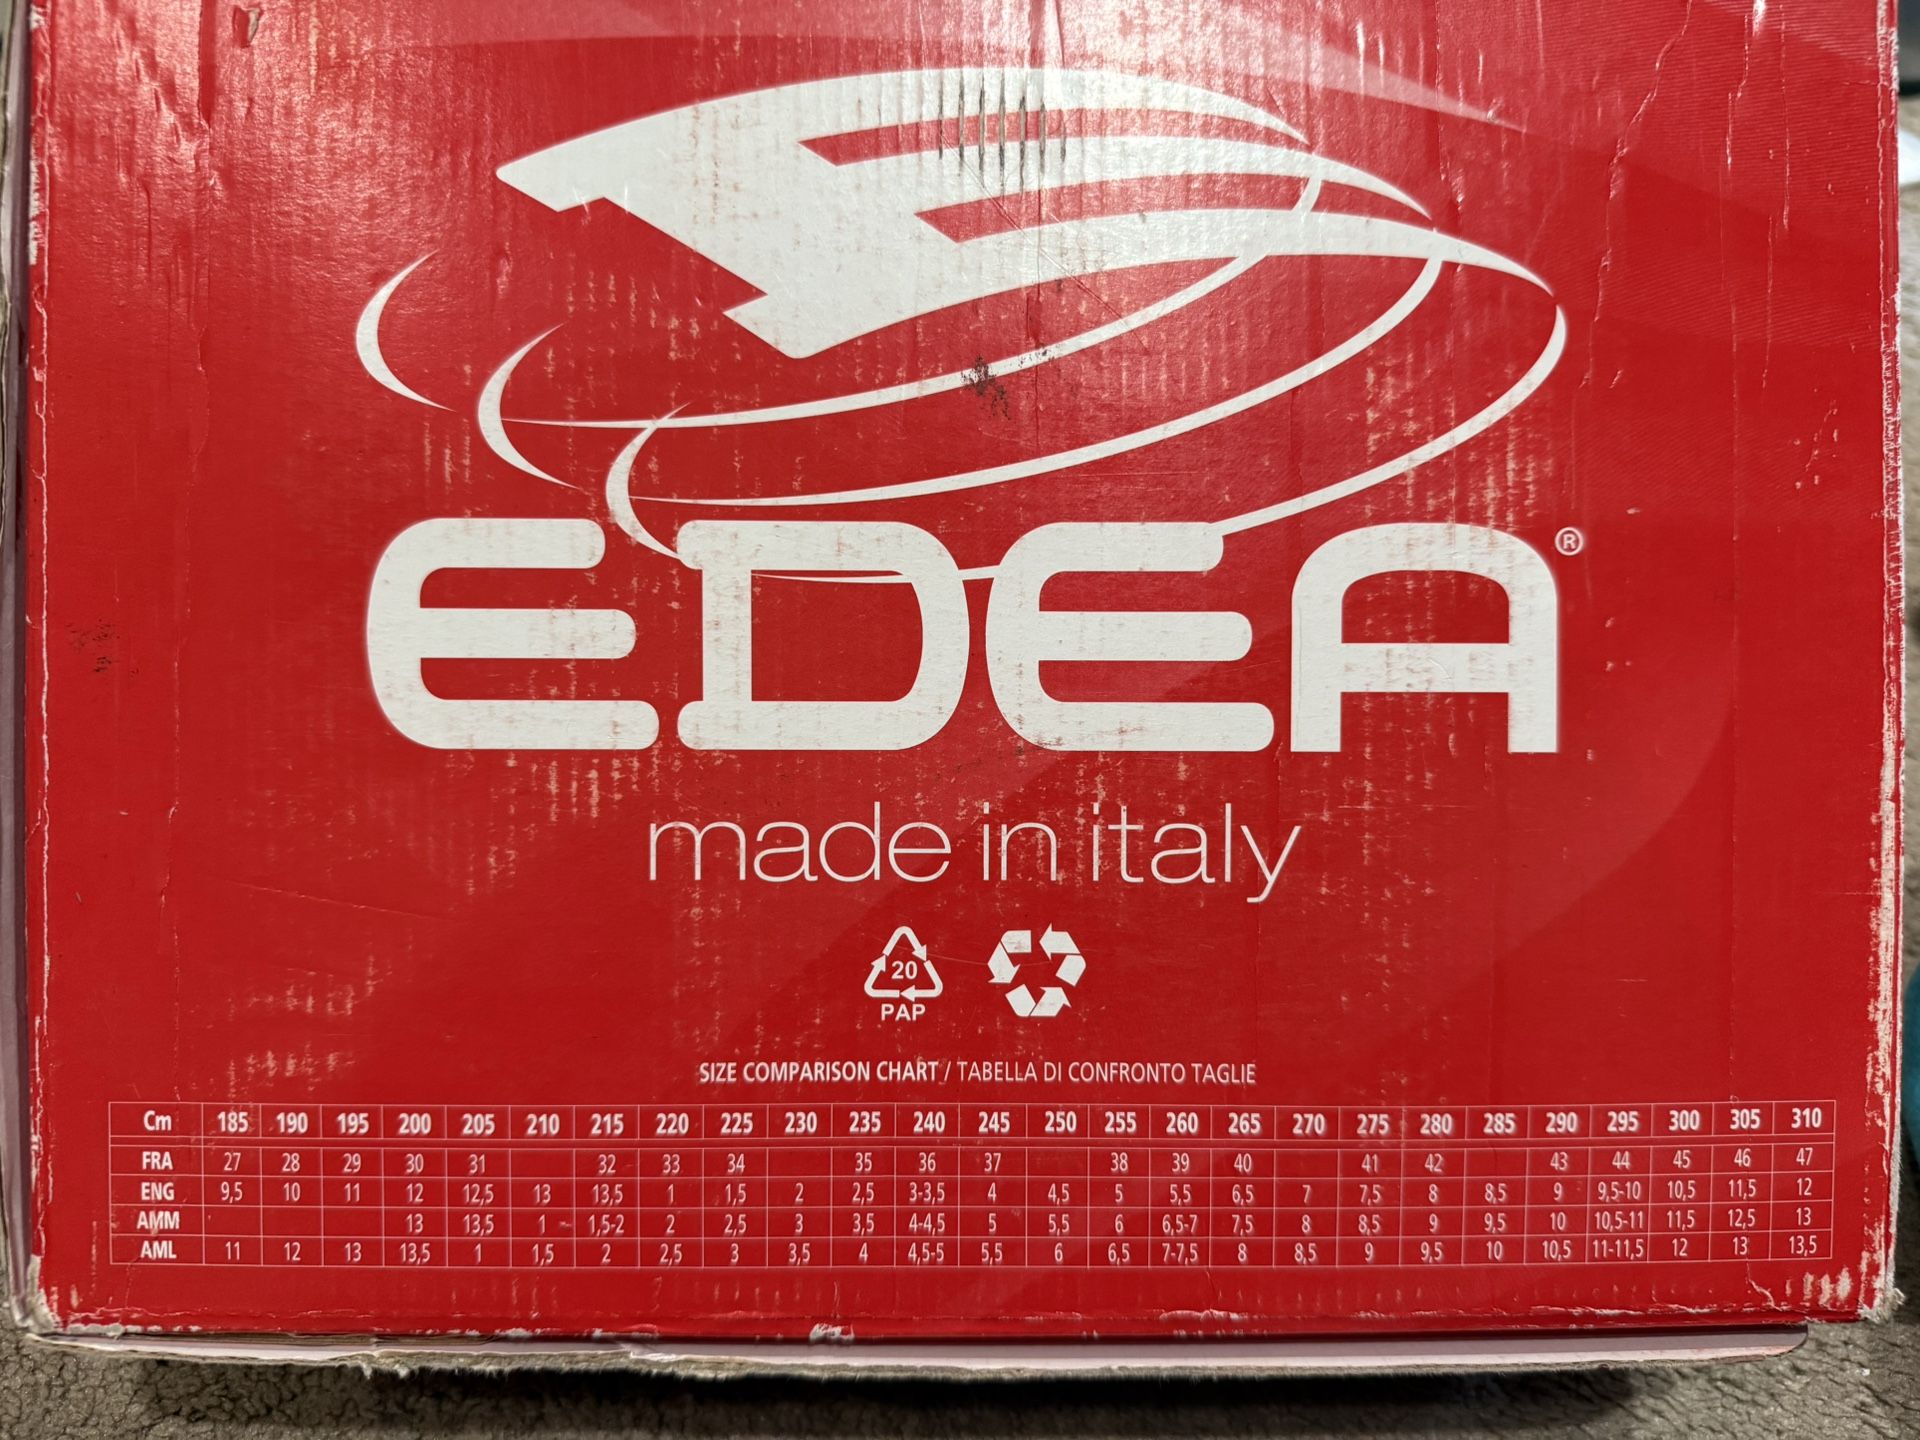 EDEA®
made in italy
20
PAP
SIZE COMPARISON CHART / TABELLA DI CONFRONTO TAGLIE
Cm 185 190 195 200 205 210 215 220 225 230 235 240 245 250 255 260 265 270 275 280 285 290 295 300 305 310
FRA 27 28 29 30 31 32 33 34 35 36 37 38 39 40 41 42 43 44 45 46 47
ENG 9,5 10 11 12 12,5 13 13,5 1 1,5 2 2,5 3-3,5 4 4,5 5 5,5 6,5 7 7,5 8 8,5 9 9,5-10 10,5 11,5 12
AMM 13 13,5 1 1,5-2 2 2,5 3 3,5 4-4,5 5 5,5 6 6,5-7 7,5 8 8,5 9 9,5 10 10,5-11 11,5 12,5 13
AML 11 12 13 13,5 1 1,5 2 2,5 3 3,5 4 4,5-5 5,5 6 6,5 7-7,5 8 8,5 9 9,5 10 10,5 11-11,5 12 13 13,5